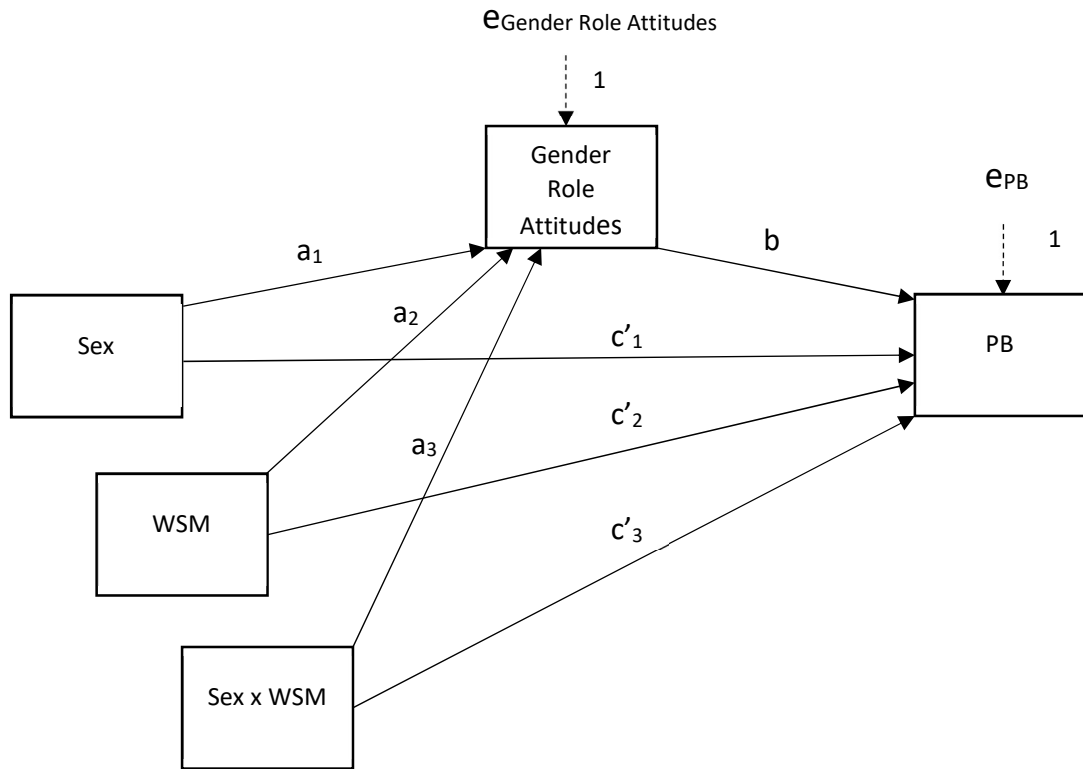 eGender Role Attitudes
1
Gender
Role
Attitudes
ePB
1
a1
b
Sex
a2
c’1
PB
c’2
a3
WSM
c’3
Sex x WSM